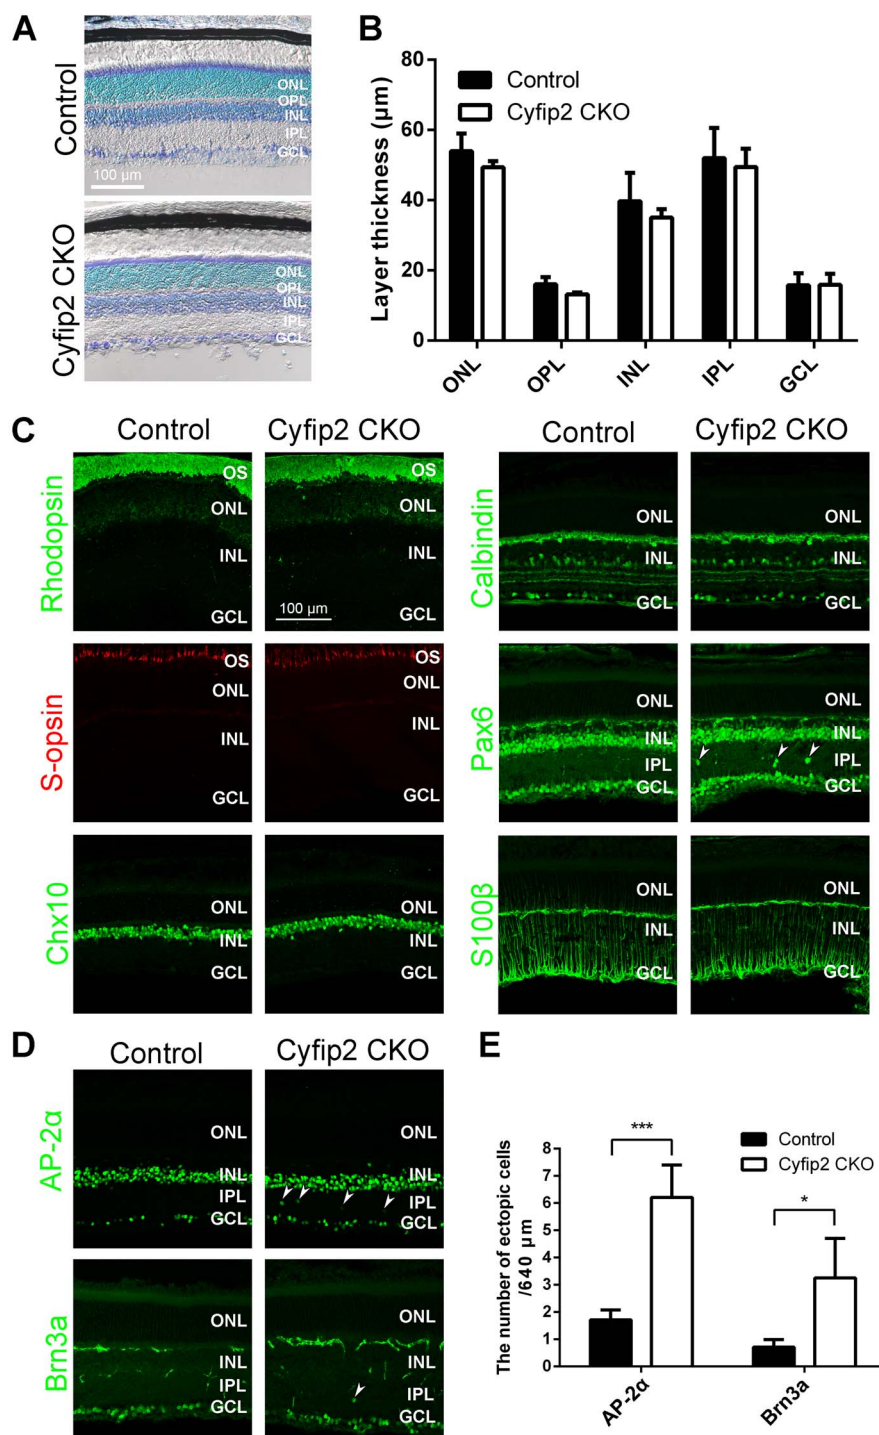 A
Control
ONL
OPL
INL
IPL
GCL
100 µm
Cyfip2 CKO
ONL
OPL
INL
IPL
GCL
B
Layer thickness (µm)
80
60
40
20
0
Control
Cyfip2 CKO
ONL
OPL
INL
IPL
GCL
C
Control
Cyfip2 CKO
Rhodopsin
OS
ONL
INL
GCL
OS
ONL
INL
GCL
100 µm
S-opsin
OS
ONL
INL
GCL
OS
ONL
INL
GCL
Chx10
ONL
INL
GCL
ONL
INL
GCL
Control
Cyfip2 CKO
Calbindin
ONL
INL
GCL
ONL
INL
GCL
Pax6
ONL
INL
IPL
GCL
ONL
INL
IPL
GCL
S100β
ONL
INL
GCL
ONL
INL
GCL
D
Control
Cyfip2 CKO
AP-2α
ONL
INL
IPL
GCL
ONL
INL
IPL
GCL
Brn3a
ONL
INL
IPL
GCL
ONL
INL
IPL
GCL
E
The number of ectopic cells
/640 µm
8
7
6
5
4
3
2
1
0
***
*
Control
Cyfip2 CKO
AP-2α
Brn3a